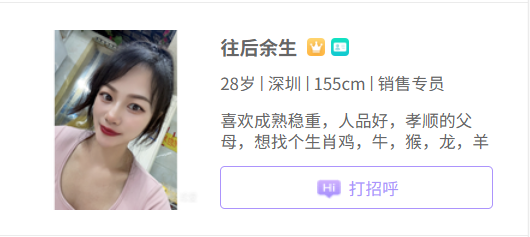 往后余生
28岁 | 深圳 | 155cm | 销售专员
喜欢成熟稳重，人品好，孝顺的父
母，想找个生肖鸡，牛，猴，龙，羊
Hi 打招呼